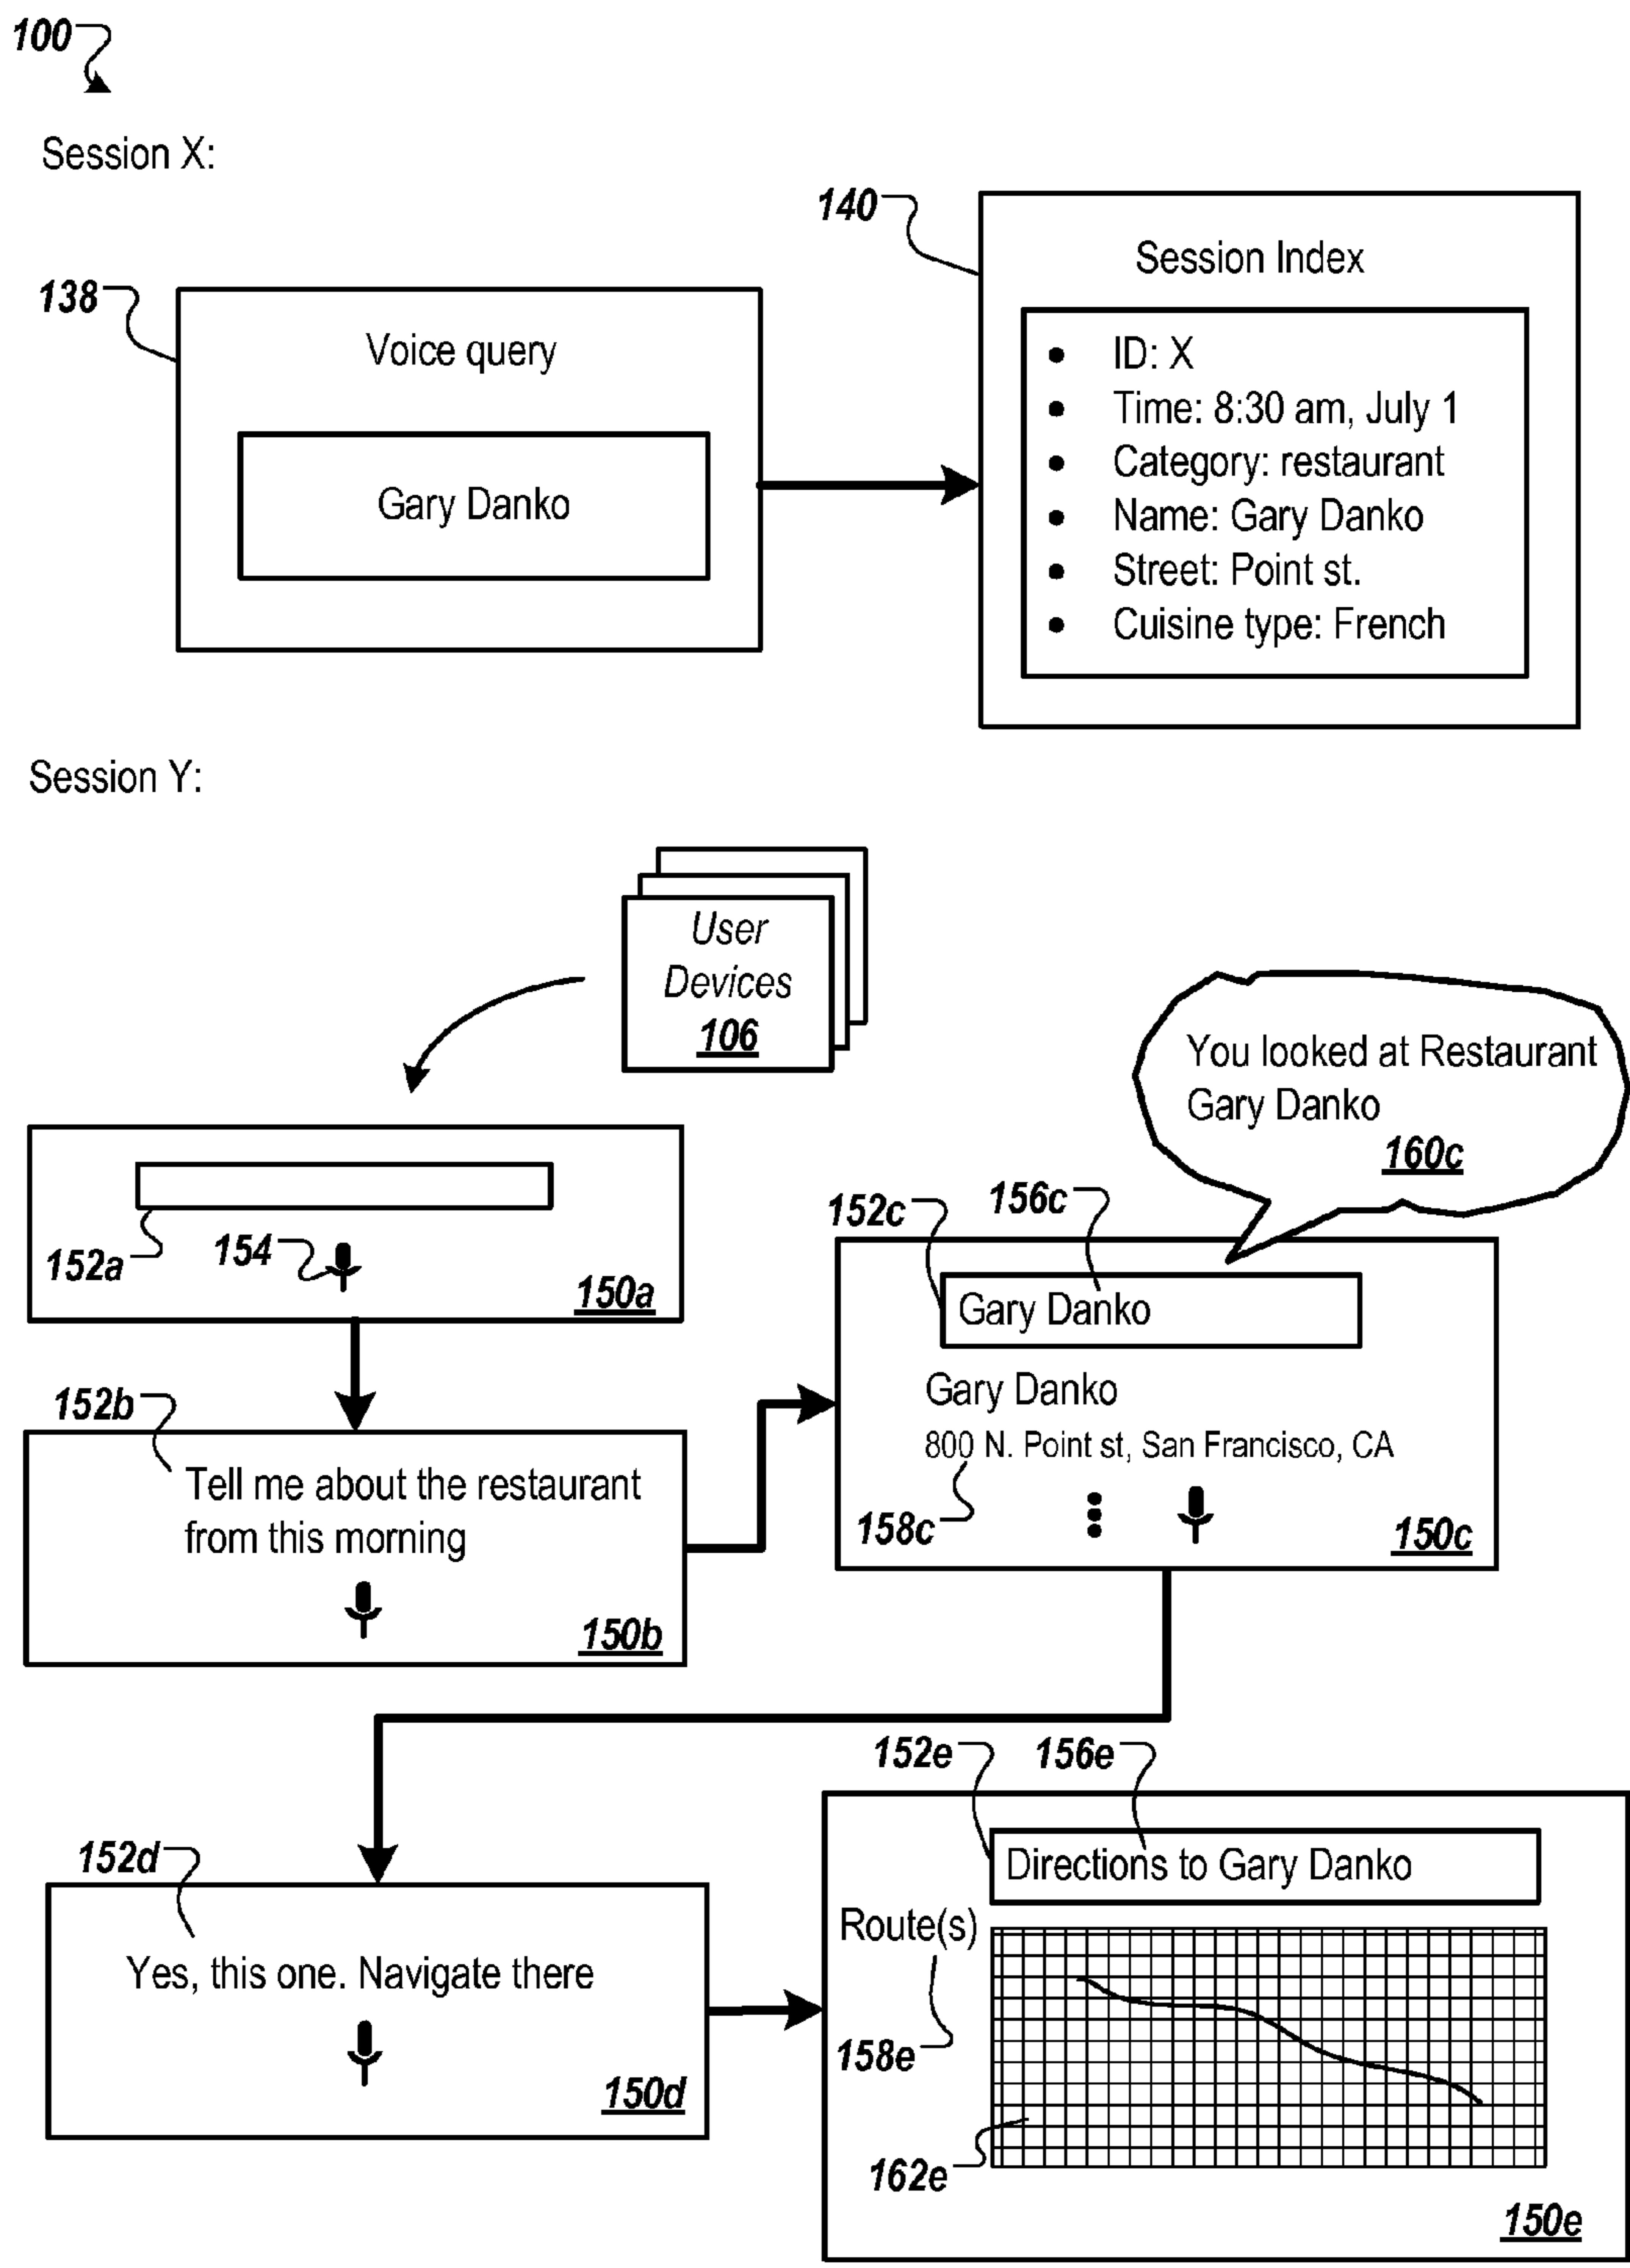 100
Session X:
140
Session Index
138
Voice query
Gary Danko
• ID: X
• Time: 8:30 am, July 1
• Category: restaurant
• Name: Gary Danko
• Street: Point st.
• Cuisine type: French
Session Y:
User
Devices
106
You looked at Restaurant
Gary Danko
160c
152a
154
150a
152c
156c
Gary Danko
Gary Danko
800 N. Point st, San Francisco, CA
158c
150c
152b
Tell me about the restaurant
from this morning
150b
152d
Yes, this one. Navigate there
150d
152e
156e
Directions to Gary Danko
Route(s)
158e
162e
150e